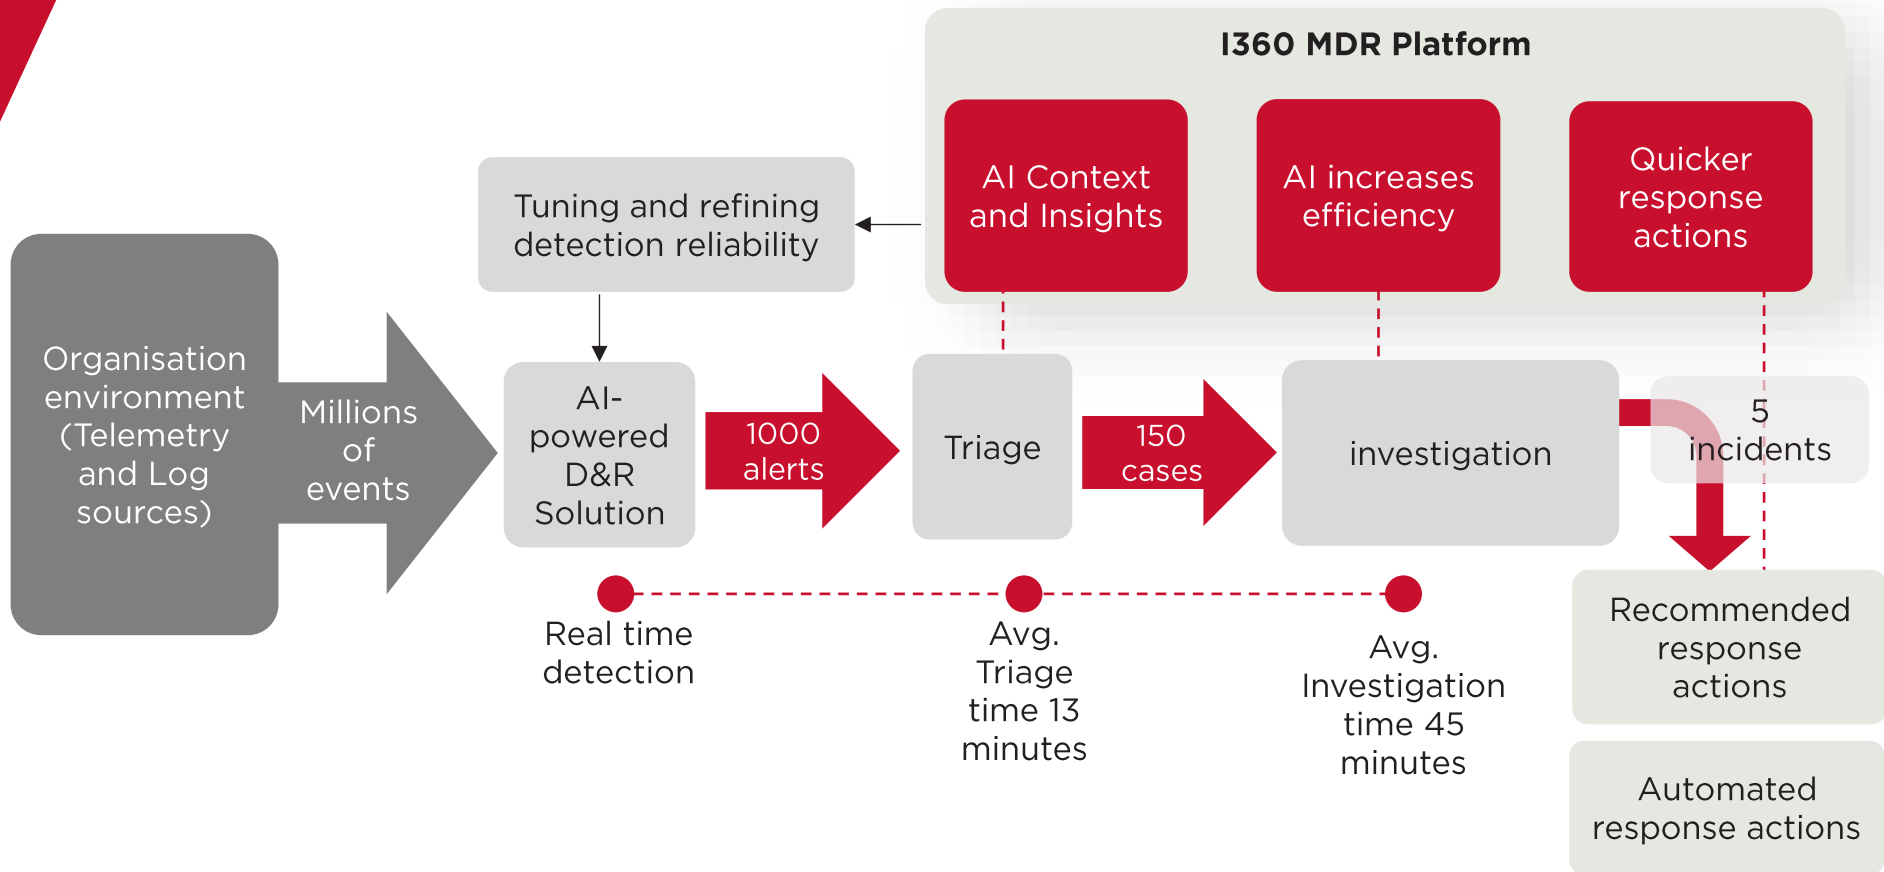 I360 MDR Platform
AI Context
and Insights
AI increases
efficiency
Quicker
response
actions
Tuning and refining
detection reliability
Organisation
environment
(Telemetry
and Log
sources)
Millions
of
events
AI-
powered
D&R
Solution
1000
alerts
Triage
150
cases
investigation
5
incidents
Real time
detection
Avg.
Triage
time 13
minutes
Avg.
Investigation
time 45
minutes
Recommended
response
actions
Automated
response actions